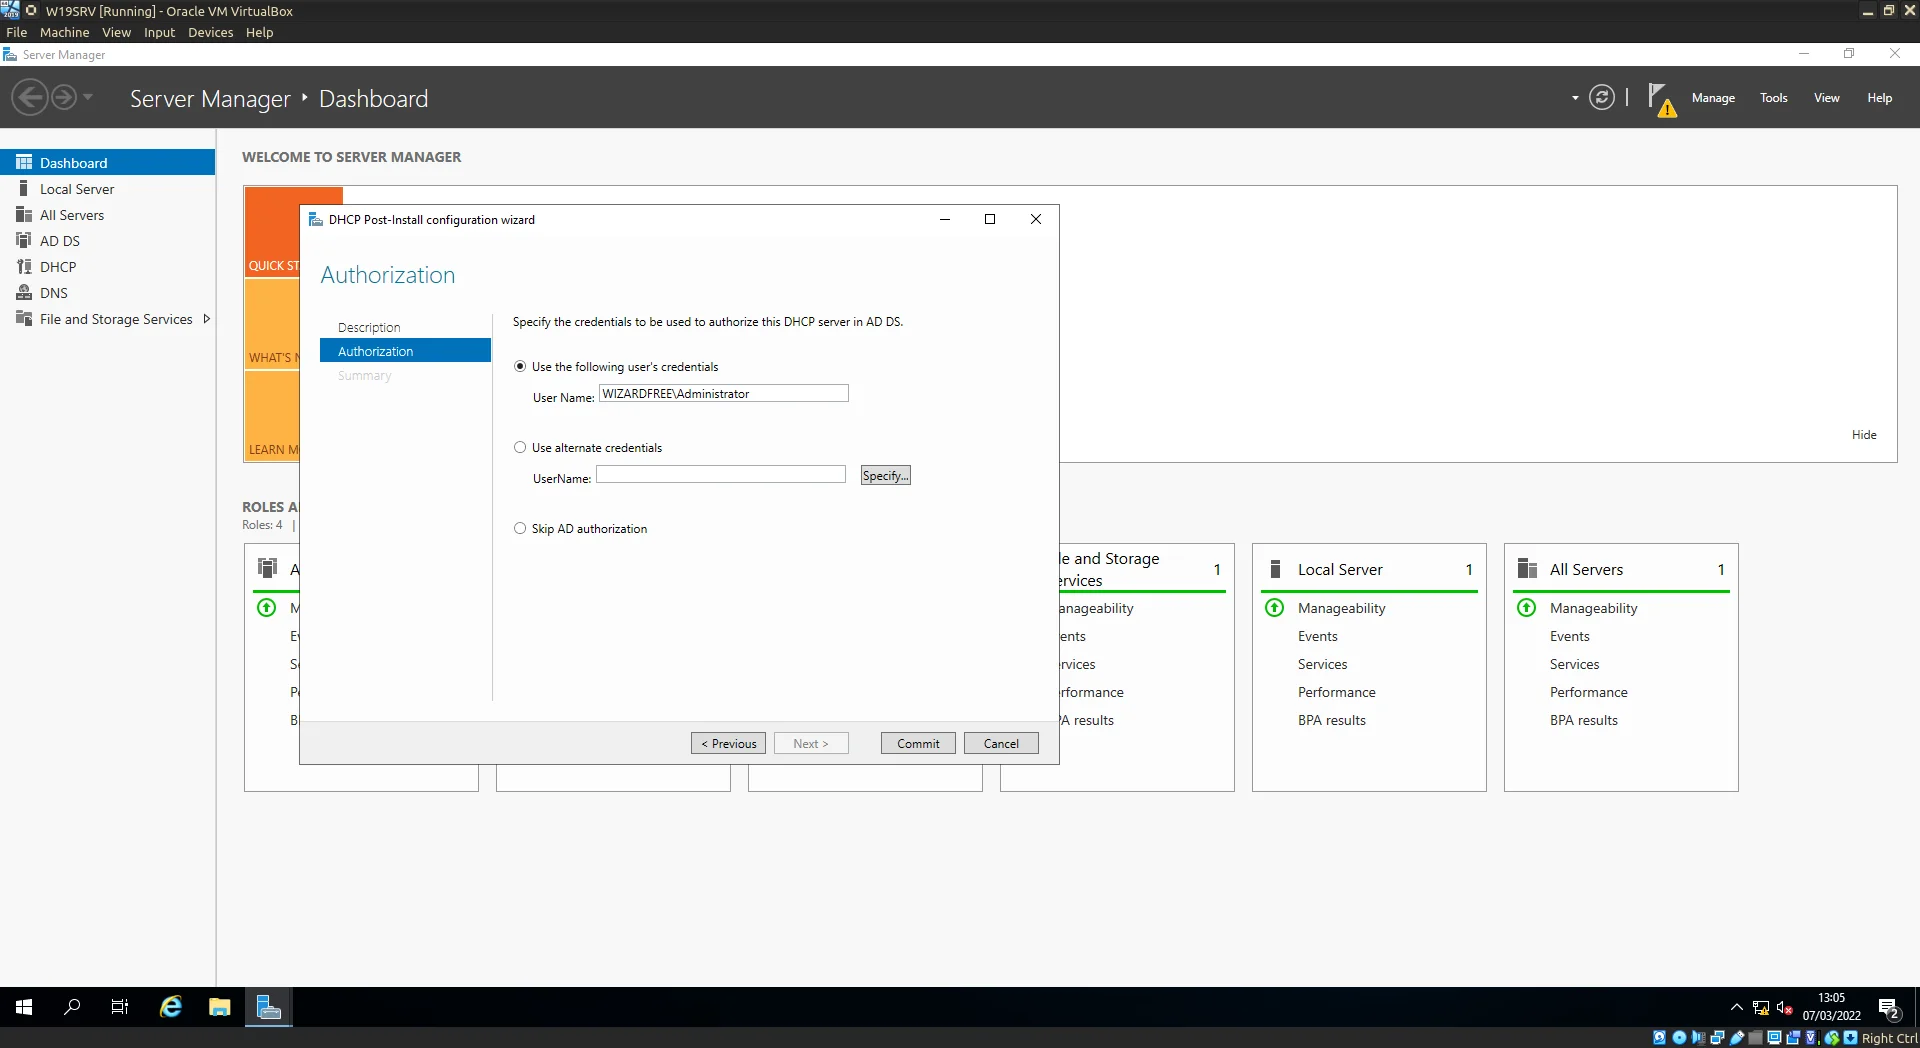 W19SRV [Running] - Oracle VM VirtualBox
File Machine View Input Devices Help
Server Manager
Server Manager Dashboard
Manage Tools View Help
Dashboard
Local Server
All Servers
AD DS
DHCP
DNS
File and Storage Services
WELCOME TO SERVER MANAGER
QUICK ST
WHAT'S N
LEARN M
Hide
DHCP Post-Install configuration wizard
Authorization
Description
Authorization
Summary
Specify the credentials to be used to authorize this DHCP server in AD DS.
Use the following user's credentials
User Name: WIZARDFREE\Administrator
Use alternate credentials
UserName: Specify...
Skip AD authorization
< Previous Next > Commit Cancel
ROLES A
Roles: 4 |
A
M
Ev
Se
Pe
B
le and Storage
ervices
1
anageability
ents
rvices
rformance
PA results
Local Server 1
Manageability
Events
Services
Performance
BPA results
All Servers 1
Manageability
Events
Services
Performance
BPA results
13:05
07/03/2022
2
Right Ctrl